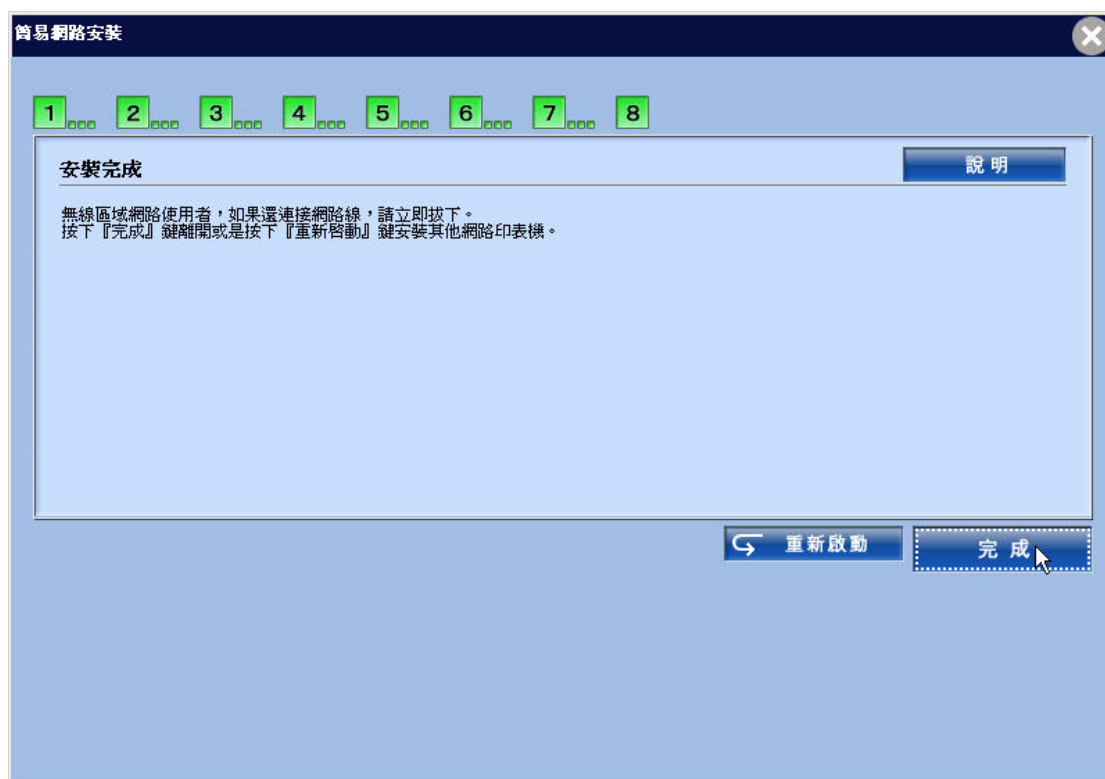 簡易網路安裝
1 2 3 4 5 6 7 8
安裝完成
說明
無線區域網路使用者，如果還連接網路線，請立即拔下。
按下『完成』鍵離開或是按下『重新啓動』鍵安裝其他網路印表機。
重新啟動
完成